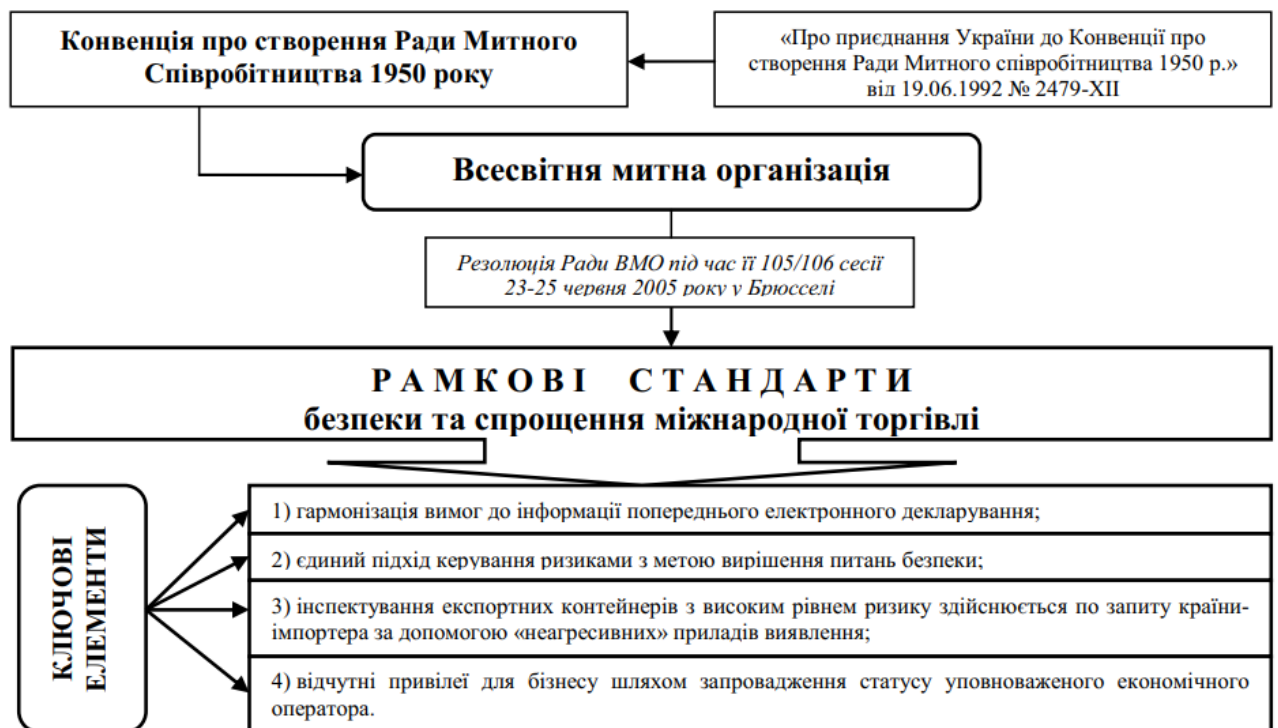 Конвенція про створення Ради Митного
Співробітництва 1950 року
«Про приєднання України до Конвенції про
створення Ради Митного співробітництва 1950 р.»
від 19.06.1992 № 2479-XII
Всесвітня митна організація
Резолюція Ради ВМО під час її 105/106 сесії
23-25 червня 2005 року у Брюсселі
РАМКОВІ СТАНДАРТИ
безпеки та спрощення міжнародної торгівлі
КЛЮЧОВІ
ЕЛЕМЕНТИ
1) гармонізація вимог до інформації попереднього електронного декларування;
2) єдиний підхід керування ризиками з метою вирішення питань безпеки;
3) інспектування експортних контейнерів з високим рівнем ризику здійснюється по запиту країни-
імпортера за допомогою «неагресивних» приладів виявлення;
4) відчутні привілеї для бізнесу шляхом запровадження статусу уповноваженого економічного
оператора.